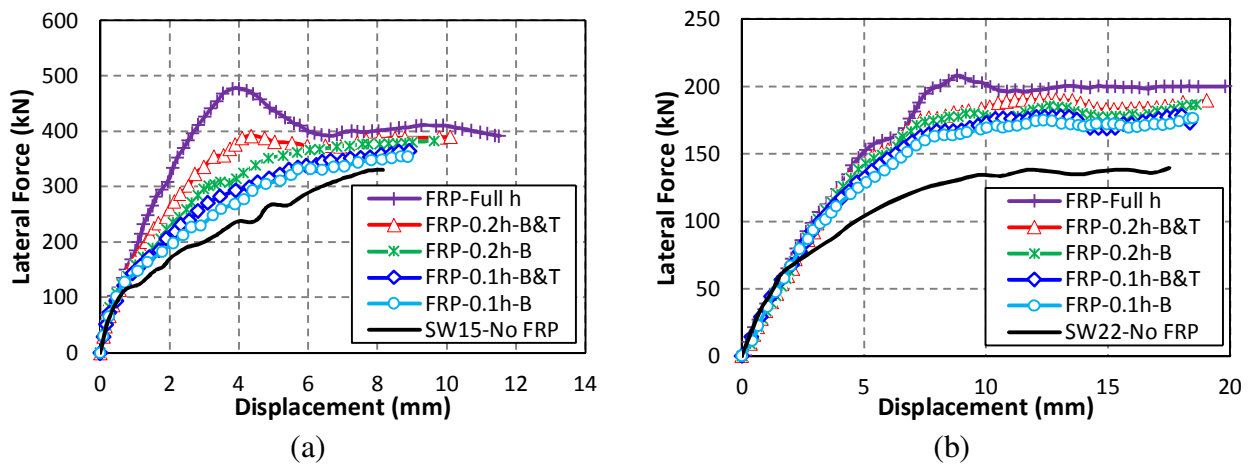 600
500
400
300
200
100
0
Lateral Force (kN)
0 2 4 6 8 10 12 14
Displacement (mm)
FRP-Full h
FRP-0.2h-B&T
FRP-0.2h-B
FRP-0.1h-B&T
FRP-0.1h-B
SW15-No FRP
(a)
250
200
150
100
50
0
Lateral Force (kN)
0 5 10 15 20
Displacement (mm)
FRP-Full h
FRP-0.2h-B&T
FRP-0.2h-B
FRP-0.1h-B&T
FRP-0.1h-B
SW22-No FRP
(b)